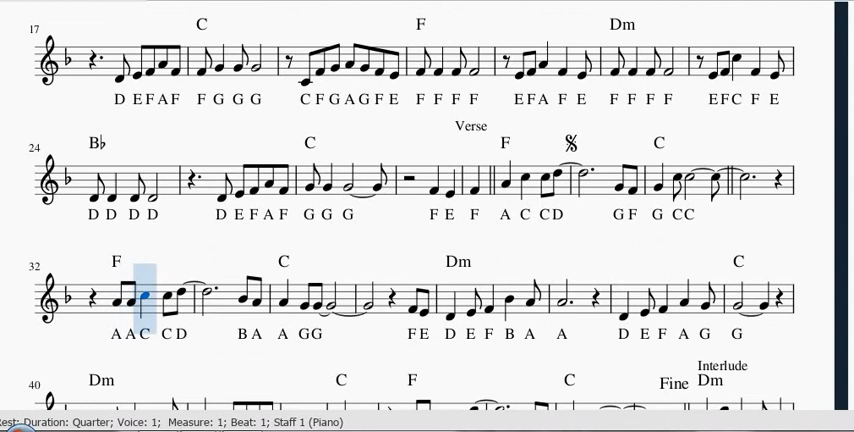 17
C F Dm
D E F A F F G G G C F G A G F E F F F F E F A F E F F F F E F C F E
Verse
24
B♭ C F C
D D D D D E F A F G G G F E F A C C D G F G C C
F C Dm C
32
A A C C D B A A G G F E D E F B A A D E F A G G
Interlude
40
Dm C F C Fine Dm
Rest: Duration: Quarter; Voice: 1; Measure: 1; Beat: 1; Staff 1 (Piano)